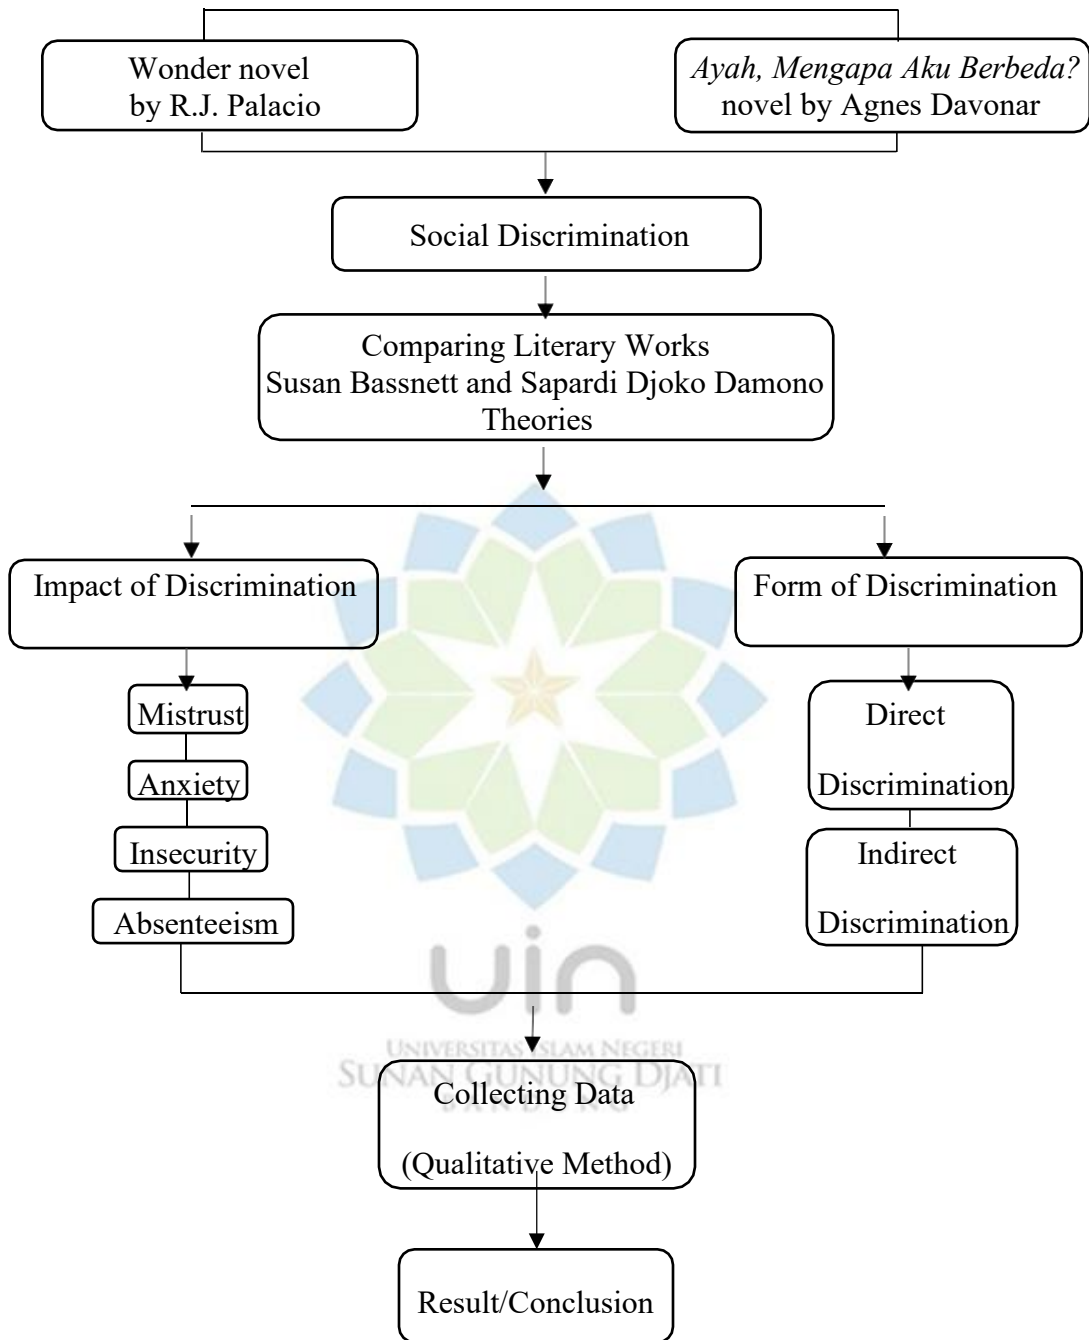 Wonder novel
by R.J. Palacio
Ayah, Mengapa Aku Berbeda?
novel by Agnes Davonar
Social Discrimination
Comparing Literary Works
Susan Bassnett and Sapardi Djoko Damono
Theories
Impact of Discrimination
Form of Discrimination
Mistrust
Anxiety
Insecurity
Absenteeism
Direct
Discrimination
Indirect
Discrimination
uin
UNIVERSITAS ISLAM NEGERI
SUNAN GUNUNG DJATI
BANDUNG
Collecting Data
(Qualitative Method)
Result/Conclusion